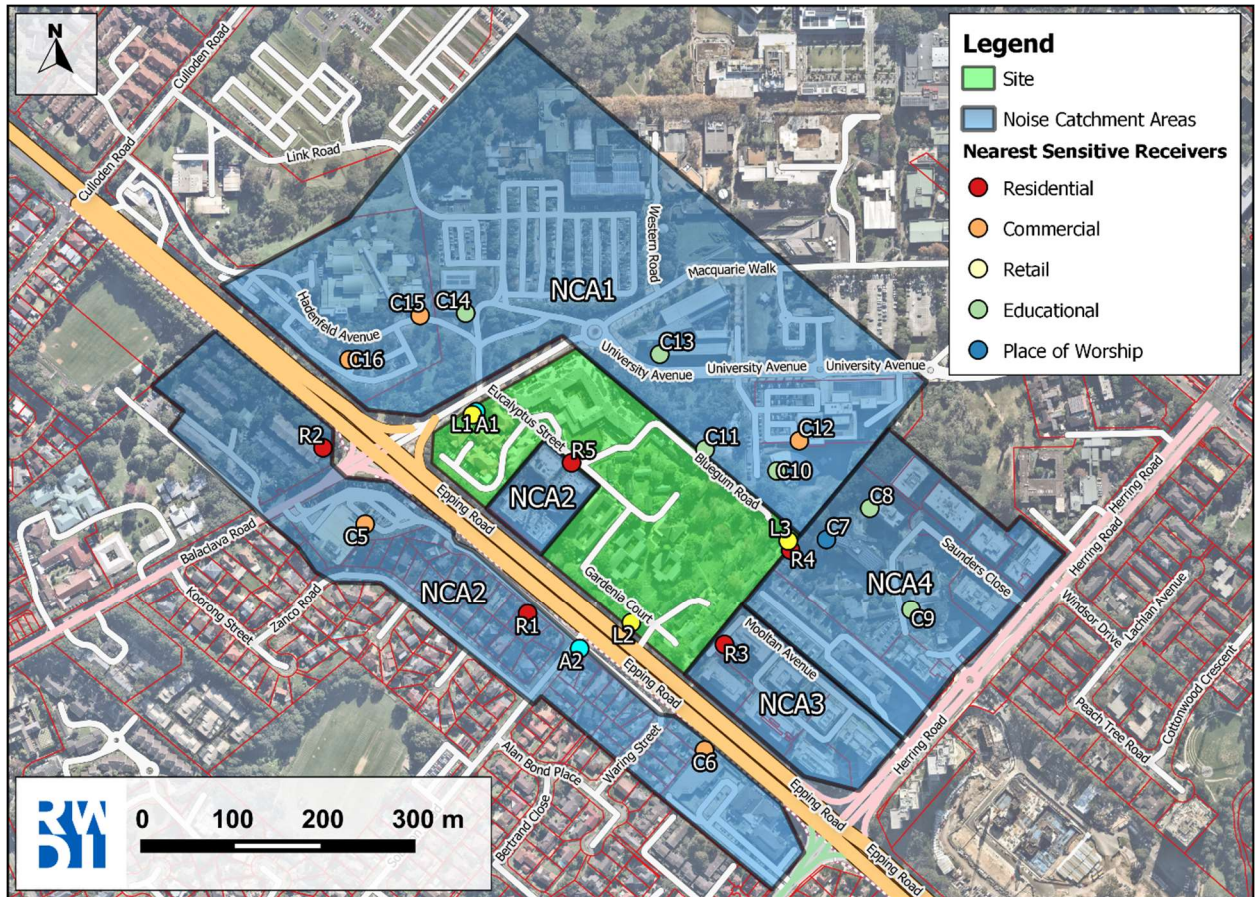 N
Legend
Site
Noise Catchment Areas
Nearest Sensitive Receivers
Residential
Commercial
Retail
Educational
Place of Worship
Culloden Road
Culloden Road
Link Road
Western Road
Macquarie Walk
NCA1
C15
C14
Hadenfeld Avenue
C16
C13
University Avenue
University Avenue
University Avenue
L1
A1
Eucalyptus Street
R2
R5
C11
C12
C10
Bluegum Road
NCA2
Epping Road
C8
C7
L3
R4
Herring Road
Herring Road
Balaclava Road
C5
NCA2
Saunders Close
NCA4
C9
Gardenia Court
Koorong Street
Zanco Road
R1
L2
A2
R3
Mooltan Avenue
Windsor Drive
Lachlan Avenue
Epping Road
NCA3
Peach Tree Road
Cottonwood Crescent
Herring Road
Alan Bond Place
Waring Street
C6
Bertrand Close
Epping Road
Epping Road
RWDI
0 100 200 300 m